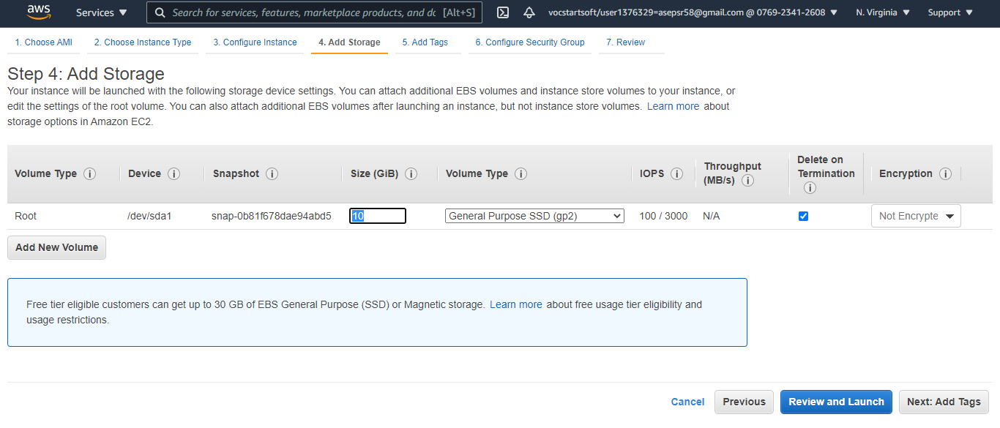 aws
Services
Search for services, features, marketplace products, and dc [Alt+S]
vocstartsoft/user1376329=asepsr58@gmail.com @ 0769-2341-2608
N. Virginia
Support
1. Choose AMI
2. Choose Instance Type
3. Configure Instance
4. Add Storage
5. Add Tags
6. Configure Security Group
7. Review
Step 4: Add Storage
Your instance will be launched with the following storage device settings. You can attach additional EBS volumes and instance store volumes to your instance, or
edit the settings of the root volume. You can also attach additional EBS volumes after launching an instance, but not instance store volumes. Learn more about
storage options in Amazon EC2.
Volume Type
Device
Snapshot
Size (GiB)
Volume Type
IOPS
Throughput
(MB/s)
Delete on
Termination
Encryption
Root
/dev/sda1
snap-0b81f678dae94abd5
10
General Purpose SSD (gp2)
100 / 3000
N/A
Not Encrypte
Add New Volume
Free tier eligible customers can get up to 30 GB of EBS General Purpose (SSD) or Magnetic storage. Learn more about free usage tier eligibility and
usage restrictions.
Cancel
Previous
Review and Launch
Next: Add Tags